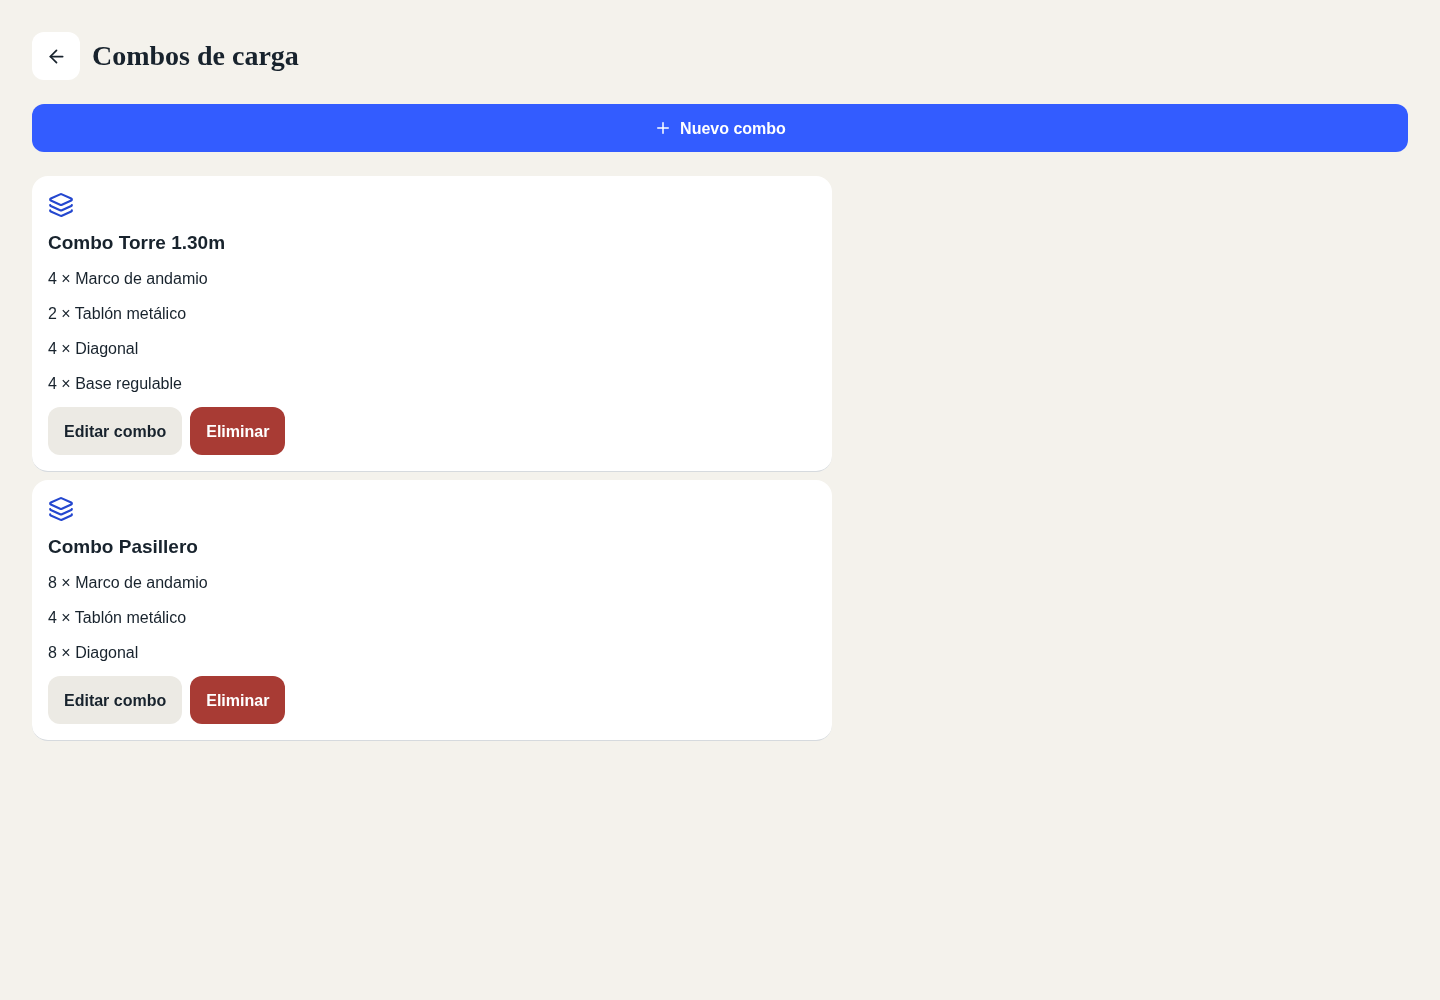 Combos de carga
Nuevo combo
Combo Torre 1.30m
4 × Marco de andamio
2 × Tablón metálico
4 × Diagonal
4 × Base regulable
Editar combo Eliminar
Combo Pasillero
8 × Marco de andamio
4 × Tablón metálico
8 × Diagonal
Editar combo Eliminar